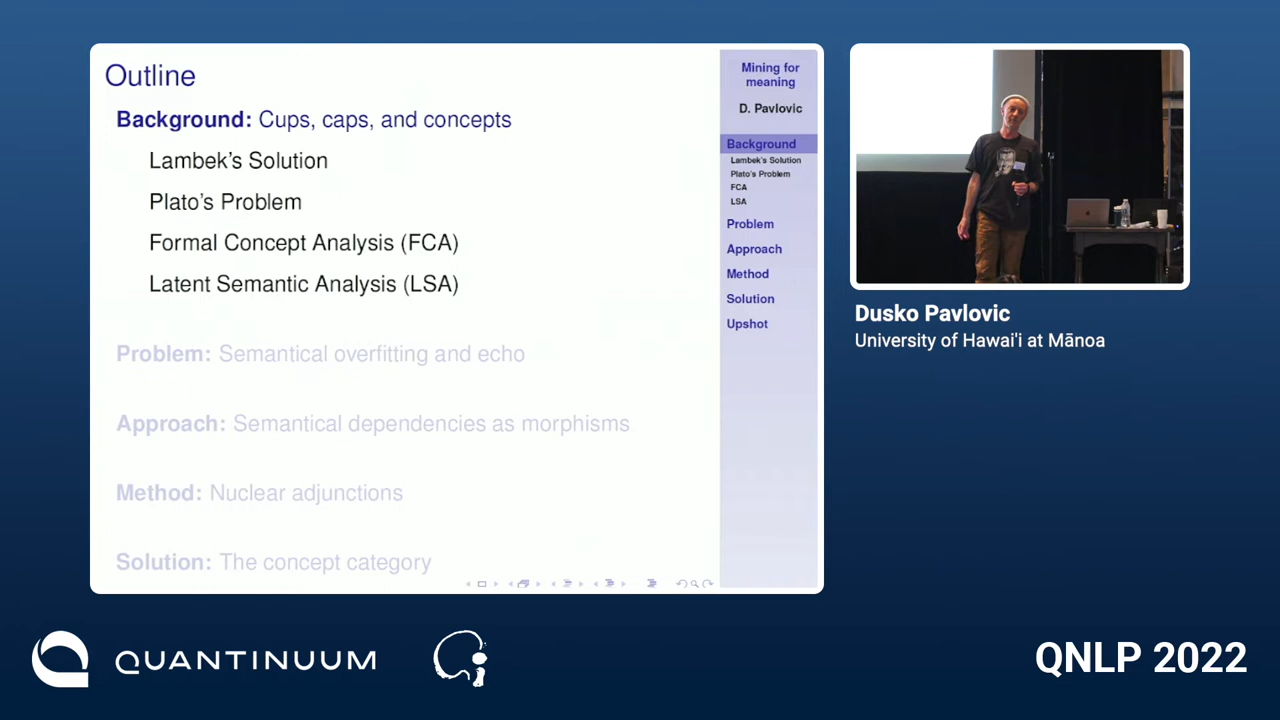 Outline
Background: Cups, caps, and concepts
Lambek's Solution
Plato's Problem
Formal Concept Analysis (FCA)
Latent Semantic Analysis (LSA)
Problem: Semantical overfitting and echo
Approach: Semantical dependencies as morphisms
Method: Nuclear adjunctions
Solution: The concept category
Mining for
meaning
D. Pavlovic
Background
Lambek's Solution
Plato's Problem
FCA
LSA
Problem
Approach
Method
Solution
Upshot
Dusko Pavlovic
University of Hawai'i at Mānoa
QUANTINUUM
QNLP 2022